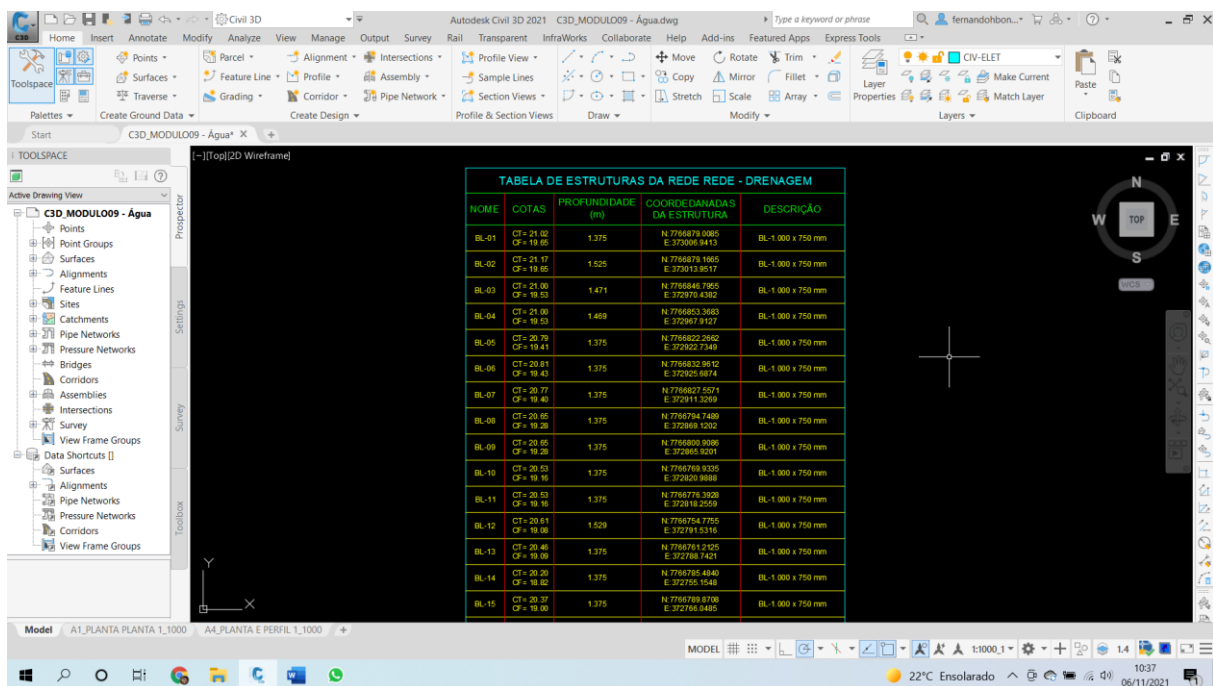 Civil 3D
Autodesk Civil 3D 2021 C3D_MODULO09 - Água.dwg
Type a keyword or phrase
fernandohbon...
C3D
Home Insert Annotate Modify Analyze View Manage Output Survey Rail Transparent InfraWorks Collaborate Help Add-ins Featured Apps Express Tools
Toolspace
Points
Surfaces
Traverse
Parcel
Feature Line
Grading
Alignment
Profile
Corridor
Intersections
Assembly
Pipe Network
Profile View
Sample Lines
Section Views
Move Rotate Trim
Copy Mirror Fillet
Stretch Scale Array
Layer
Properties
CIV-ELET
Make Current
Match Layer
Paste
Palettes Create Ground Data Create Design Profile & Section Views Draw Modify Layers Clipboard
Start C3D_MODULO09 - Água*
TOOLSPACE
Active Drawing View
C3D_MODULO09 - Água
Points
Point Groups
Surfaces
Alignments
Feature Lines
Sites
Catchments
Pipe Networks
Pressure Networks
Bridges
Corridors
Assemblies
Intersections
Survey
View Frame Groups
Data Shortcuts []
Surfaces
Alignments
Pipe Networks
Pressure Networks
Corridors
View Frame Groups
Prospector
Settings
Survey
Toolbox
[-][Top][2D Wireframe]
N
W TOP E
S
WCS
TABELA DE ESTRUTURAS DA REDE REDE - DRENAGEM
NOME COTAS PROFUNDIDADE (m) COORDEDANADAS DA ESTRUTURA DESCRIÇÃO
BL-01 CT= 21.02 CF= 19.65 1.375 N:7766879.0085 E:373006.9413 BL-1.000 x 750 mm
BL-02 CT= 21.17 CF= 19.65 1.525 N:7766879.1665 E:373013.9517 BL-1.000 x 750 mm
BL-03 CT= 21.00 CF= 19.53 1.471 N:7766846.7955 E:372970.4382 BL-1.000 x 750 mm
BL-04 CT= 21.00 CF= 19.53 1.469 N:7766853.3683 E:372967.9127 BL-1.000 x 750 mm
BL-05 CT= 20.79 CF= 19.41 1.375 N:7766822.2662 E:372922.7349 BL-1.000 x 750 mm
BL-06 CT= 20.81 CF= 19.43 1.375 N:7766832.9612 E:372925.6874 BL-1.000 x 750 mm
BL-07 CT= 20.77 CF= 19.40 1.375 N:7766827.5571 E:372911.3269 BL-1.000 x 750 mm
BL-08 CT= 20.65 CF= 19.28 1.375 N:7766794.7489 E:372869.1202 BL-1.000 x 750 mm
BL-09 CT= 20.65 CF= 19.28 1.375 N:7766800.9086 E:372865.9201 BL-1.000 x 750 mm
BL-10 CT= 20.53 CF= 19.16 1.375 N:7766769.9335 E:372820.9888 BL-1.000 x 750 mm
BL-11 CT= 20.53 CF= 19.16 1.375 N:7766776.3928 E:372818.2559 BL-1.000 x 750 mm
BL-12 CT= 20.61 CF= 19.08 1.529 N:7766754.7755 E:372791.5316 BL-1.000 x 750 mm
BL-13 CT= 20.46 CF= 19.09 1.375 N:7766761.2125 E:372788.7421 BL-1.000 x 750 mm
BL-14 CT= 20.20 CF= 18.82 1.375 N:7766785.4840 E:372755.1548 BL-1.000 x 750 mm
BL-15 CT= 20.37 CF= 19.00 1.375 N:7766789.8708 E:372766.0485 BL-1.000 x 750 mm
Y
X
Model A1_PLANTA PLANTA 1_1000 A4_PLANTA E PERFIL 1_1000
MODEL 1:1000_1 1.4
22°C Ensolarado 10:37
06/11/2021